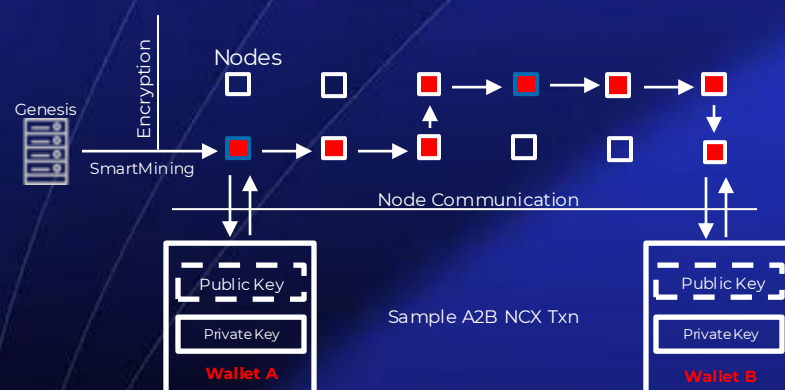 Nodes
Encryption
Genesis
SmartMining
Node Communication
Public Key
Private Key
Wallet A
Sample A2B NCX Txn
Public Key
Private Key
Wallet B